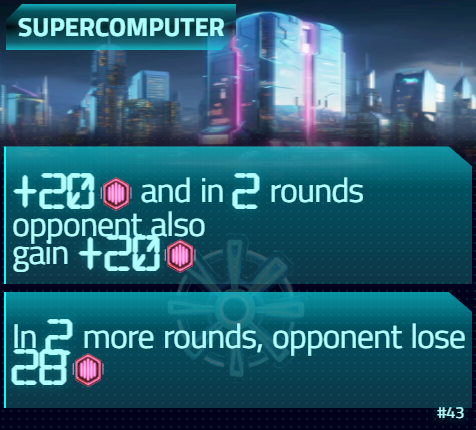 SUPERCOMPUTER
+20 and in 2 rounds
opponent also
gain +20
In 2 more rounds, opponent lose
28
#43